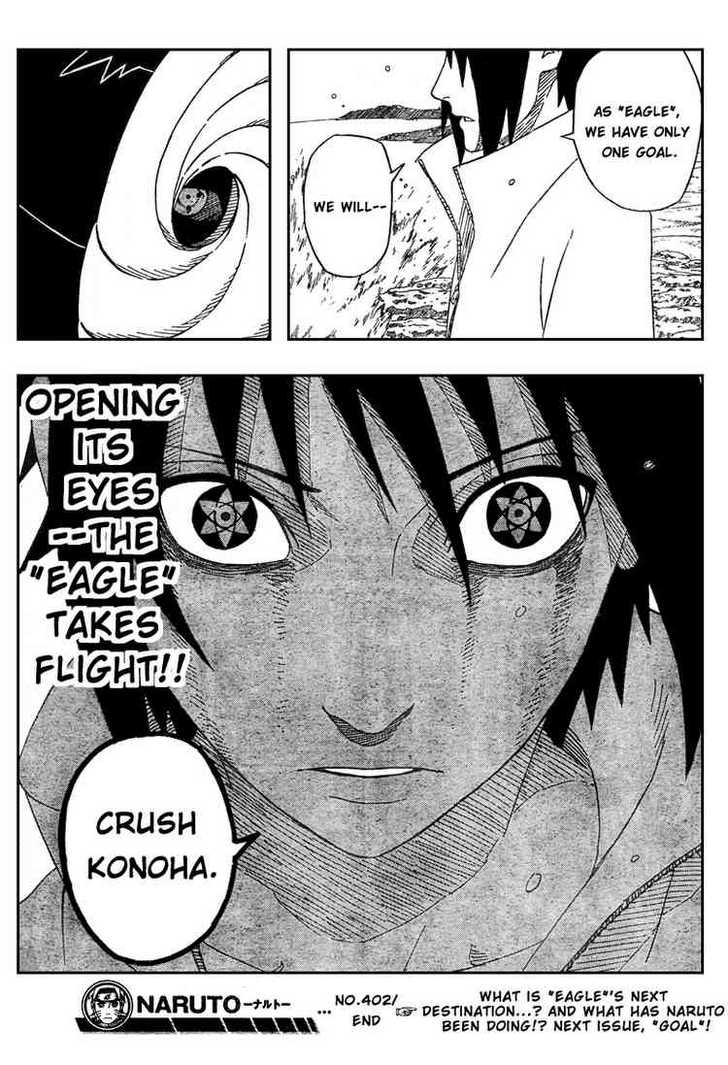 AS "EAGLE",
WE HAVE ONLY
ONE GOAL.
WE WILL--
OPENING
ITS
EYES
--THE
"EAGLE"
TAKES
FLIGHT!!
CRUSH
KONOHA.
NARUTO —ナルト—
...
NO.402/
END
☞ WHAT IS "EAGLE"'S NEXT
DESTINATION...? AND WHAT HAS NARUTO
BEEN DOING!? NEXT ISSUE, "GOAL"!